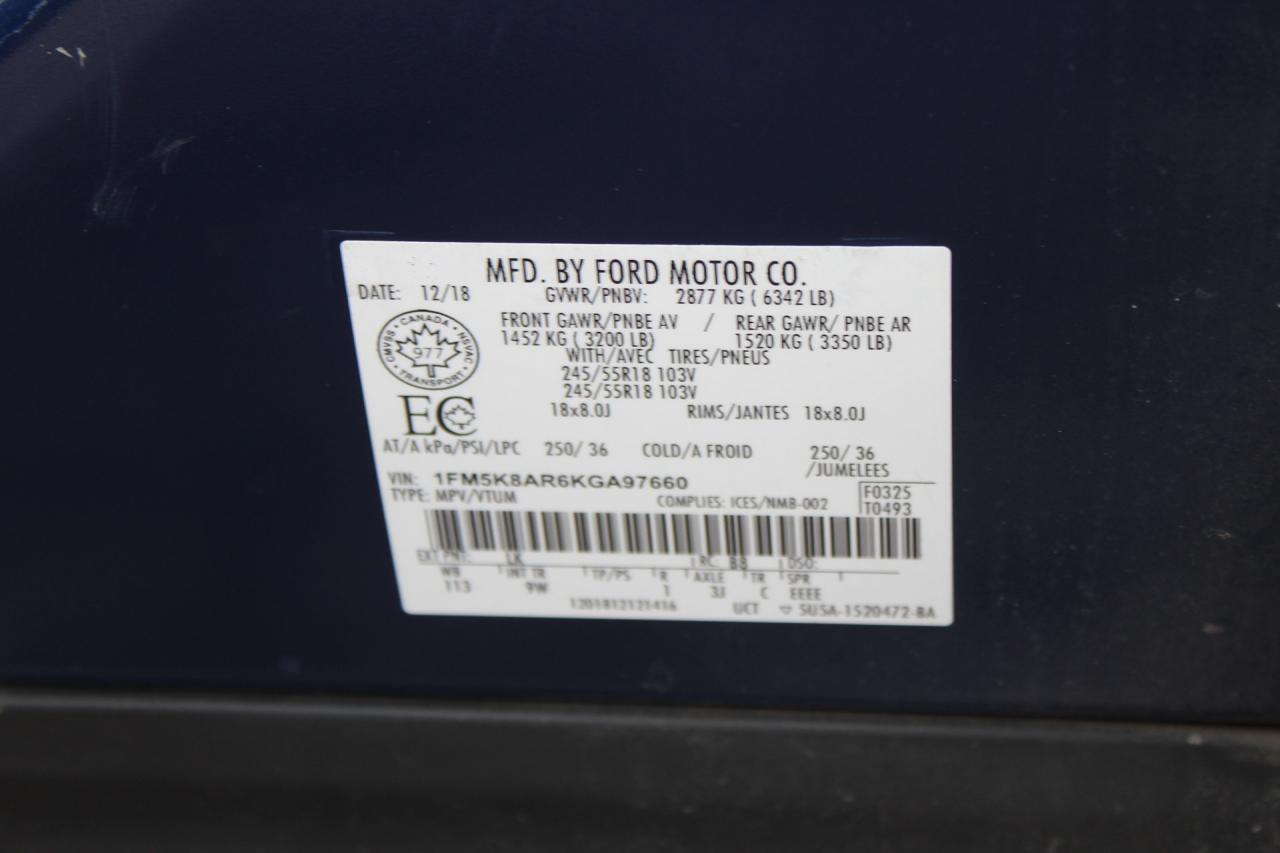 MFD. BY FORD MOTOR CO.
DATE: 12/18 GVWR/PNBV: 2877 KG ( 6342 LB)
FRONT GAWR/PNBE AV / REAR GAWR/ PNBE AR
1452 KG ( 3200 LB) 1520 KG ( 3350 LB)
WITH/AVEC TIRES/PNEUS
245/55R18 103V
245/55R18 103V
18x8.0J RIMS/JANTES 18x8.0J
CANADA
CMVSS 977 NSVAC
TRANSPORT
EC
AT/A kPa/PSI/LPC 250/ 36 COLD/A FROID 250/ 36
/JUMELEES
VIN: 1FM5K8AR6KGA97660
TYPE: MPV/VTUM COMPLIES: ICES/NMB-002
F0325
T0493
EXT PNT: LK RC: B8 DSO:
WB INT TR TP/PS R AXLE TR SPR
113 9W 1 3J C EEEE
1201812121416 UCT 5U5A-1520472-BA